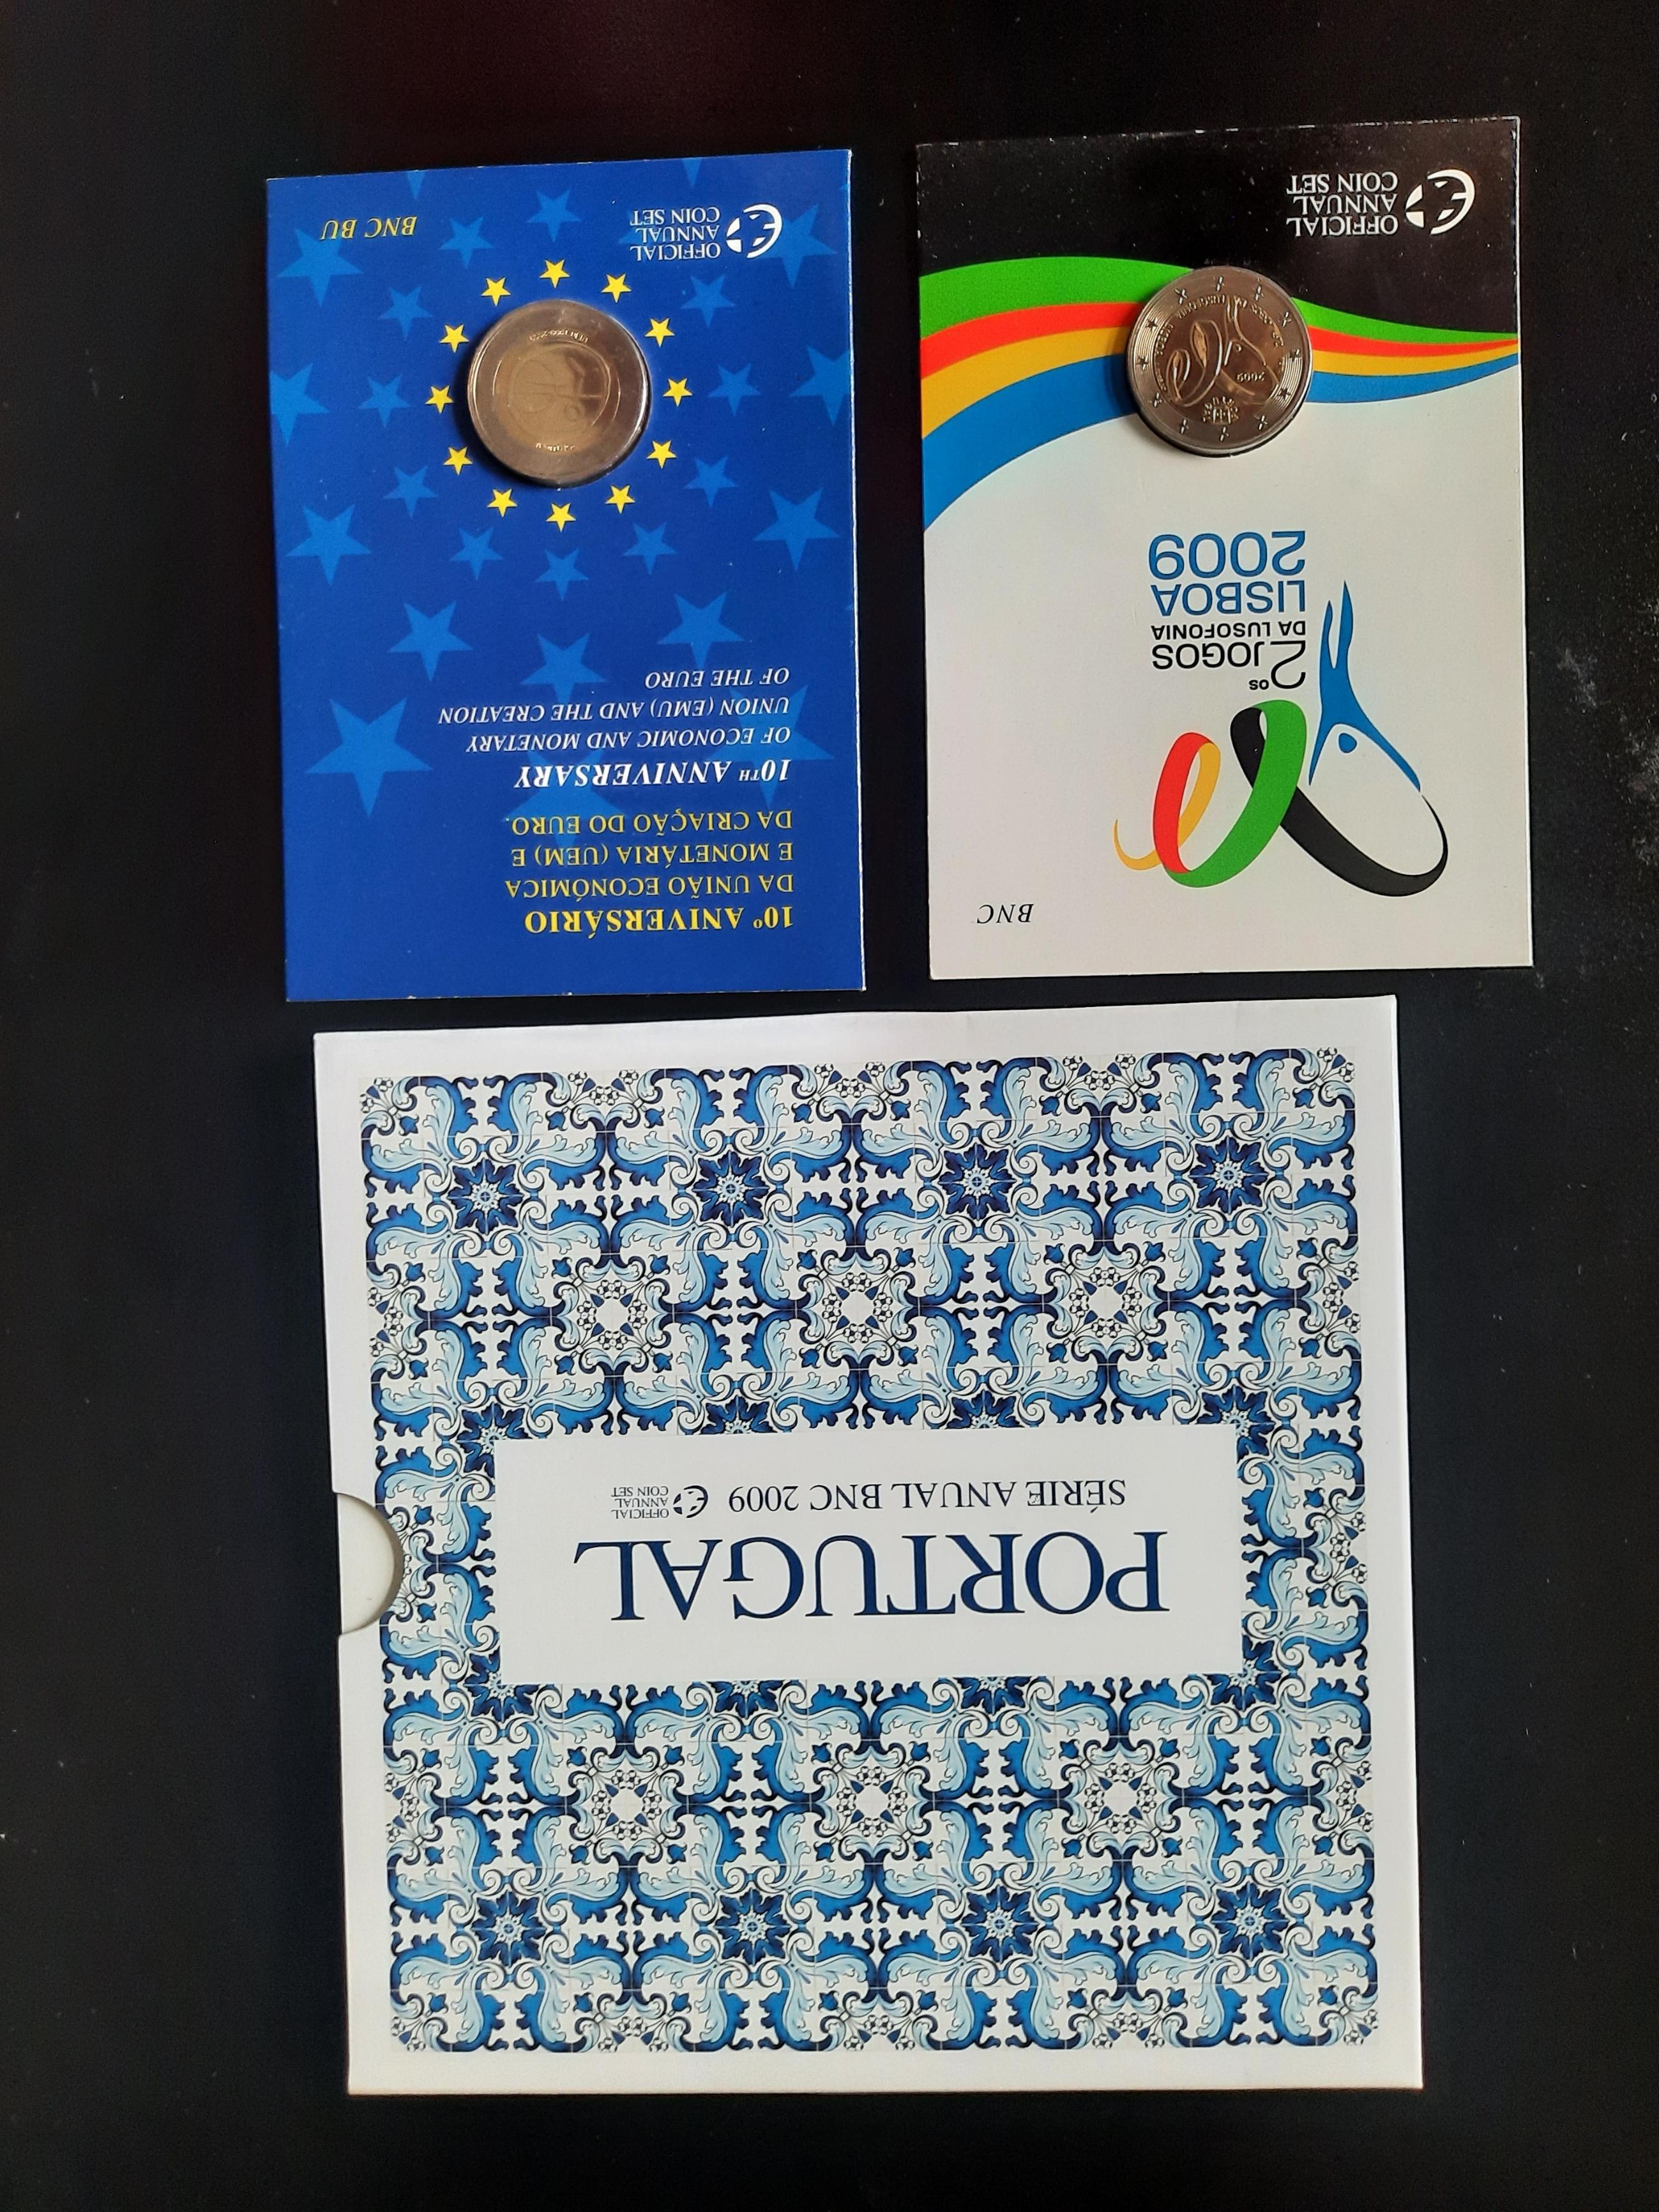 PORTUGAL
SÉRIE ANUAL BNC 2009
OFFICIAL
ANNUAL
COIN SET
BNC
2OS JOGOS
DA LUSOFONIA
LISBOA
2009
2009
OFFICIAL
ANNUAL
COIN SET
10º ANIVERSÁRIO
DA UNIÃO ECONÓMICA
E MONETÁRIA (UEM) E
DA CRIAÇÃO DO EURO.
10TH ANNIVERSARY
OF ECONOMIC AND MONETARY
UNION (EMU) AND THE CREATION
OF THE EURO
OFFICIAL
ANNUAL
COIN SET
BNC BU